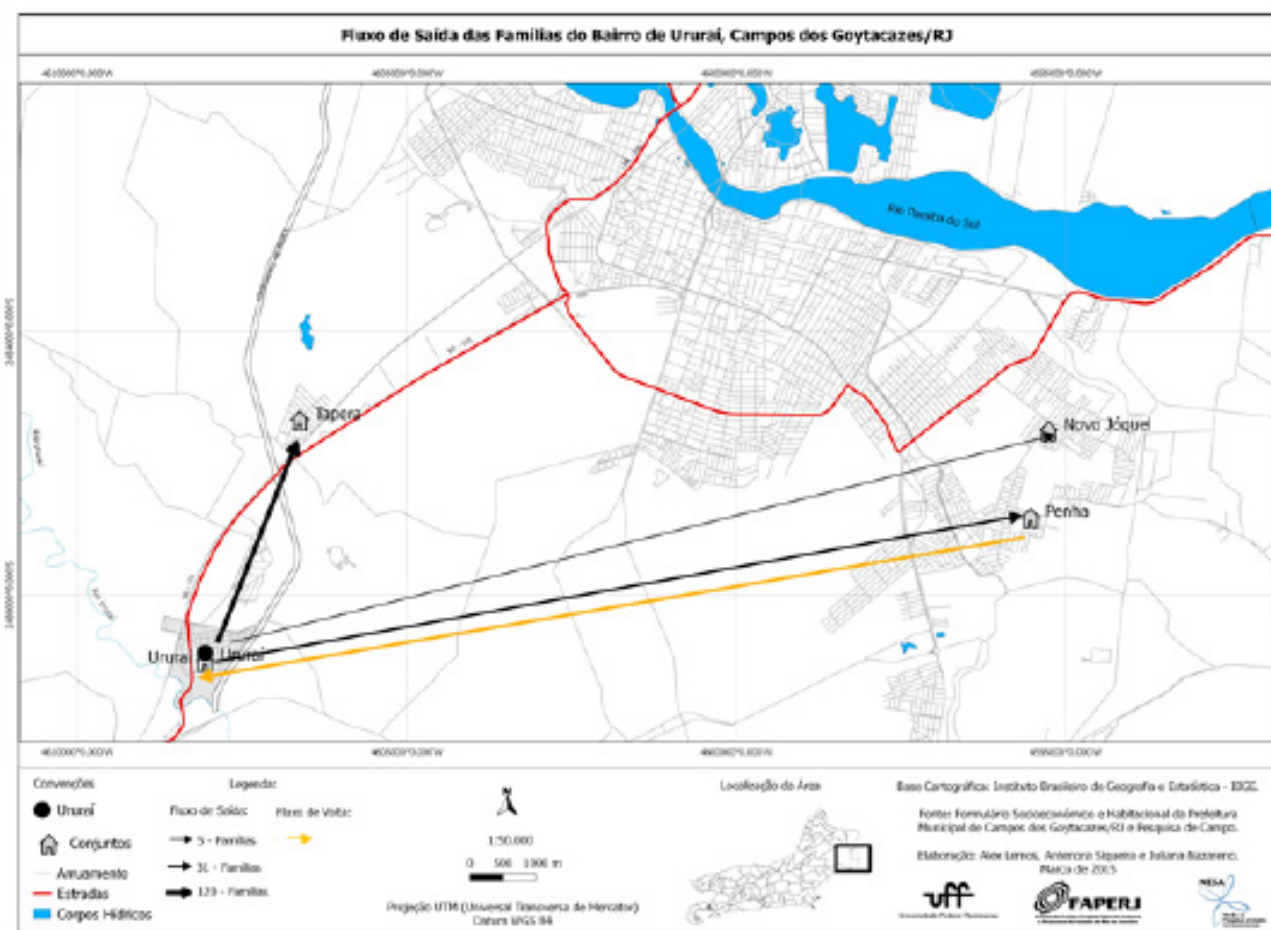 Fluxo de Saída das Famílias do Bairro de Ururaí, Campos dos Goytacazes/RJ
Rio Paraíba do Sul
Tapera
Novo Jóquei
Penha
Ururaí
Ururaí
Convenções
Ururaí
Conjuntos
Arruamento
Estradas
Corpos Hídricos
Legenda:
Fluxo de Saída:
5 - Famílias
31 - Famílias
129 - Famílias
Fluxo de Volta:
N
1:50.000
0 500 1000 m
Projeção UTM (Universal Transversa de Mercator)
Datum WGS 84
Localização da Área
Base Cartográfica: Instituto Brasileiro de Geografia e Estatística - IBGE.
Fonte: Formulário Socioeconômico e Habitacional da Prefeitura
Municipal de Campos dos Goytacazes/RJ e Pesquisa de Campo.
Elaboração: Alex Lemos, Antenora Siqueira e Juliana Nazareno.
Março de 2015
uff
Universidade Federal Fluminense
FAPERJ
NESA